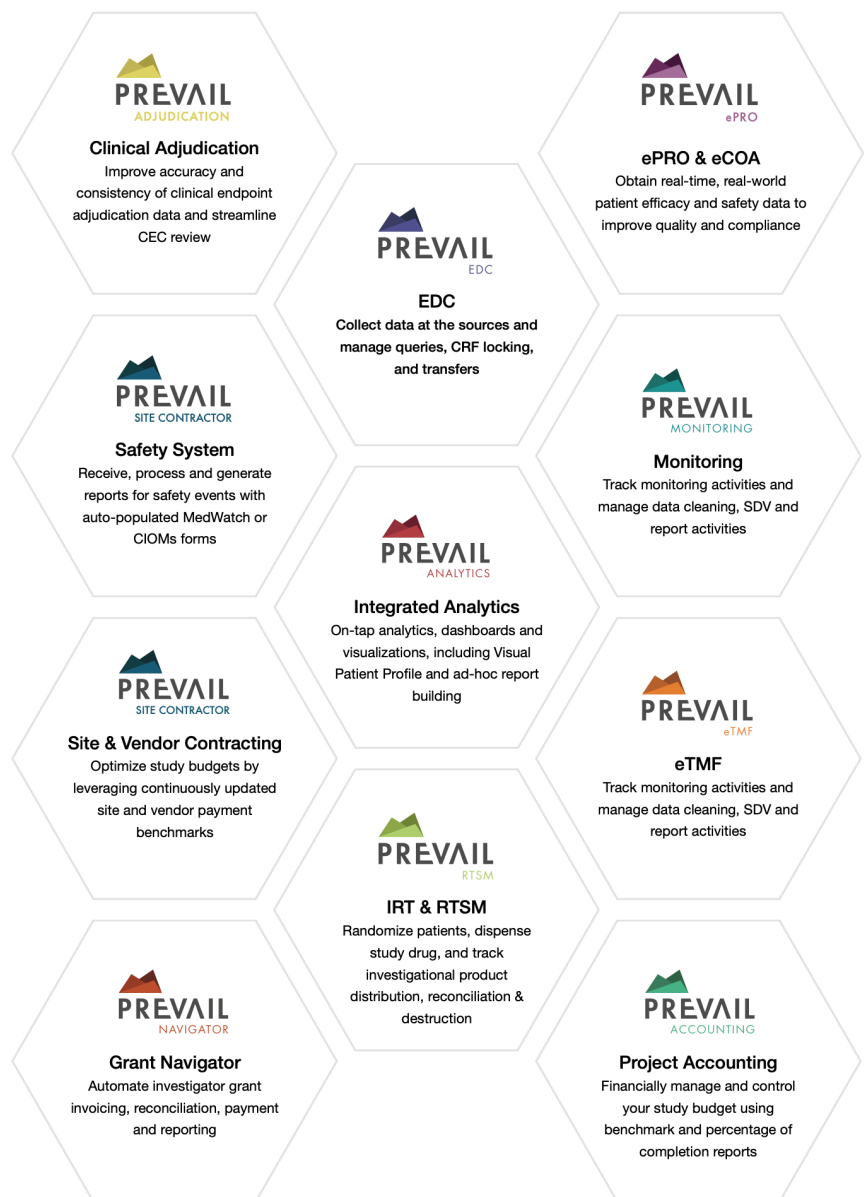 PREVAIL
ADJUDICATION
Clinical Adjudication
Improve accuracy and
consistency of clinical endpoint
adjudication data and streamline
CEC review
PREVAIL
ePRO
ePRO & eCOA
Obtain real-time, real-world
patient efficacy and safety data to
improve quality and compliance
PREVAIL
EDC
EDC
Collect data at the sources and
manage queries, CRF locking,
and transfers
PREVAIL
SITE CONTRACTOR
Safety System
Receive, process and generate
reports for safety events with
auto-populated MedWatch or
CIOMs forms
PREVAIL
MONITORING
Monitoring
Track monitoring activities and
manage data cleaning, SDV and
report activities
PREVAIL
ANALYTICS
Integrated Analytics
On-tap analytics, dashboards and
visualizations, including Visual
Patient Profile and ad-hoc report
building
PREVAIL
SITE CONTRACTOR
Site & Vendor Contracting
Optimize study budgets by
leveraging continuously updated
site and vendor payment
benchmarks
PREVAIL
eTMF
eTMF
Track monitoring activities and
manage data cleaning, SDV and
report activities
PREVAIL
RTSM
IRT & RTSM
Randomize patients, dispense
study drug, and track
investigational product
distribution, reconciliation &
destruction
PREVAIL
NAVIGATOR
Grant Navigator
Automate investigator grant
invoicing, reconciliation, payment
and reporting
PREVAIL
ACCOUNTING
Project Accounting
Financially manage and control
your study budget using
benchmark and percentage of
completion reports